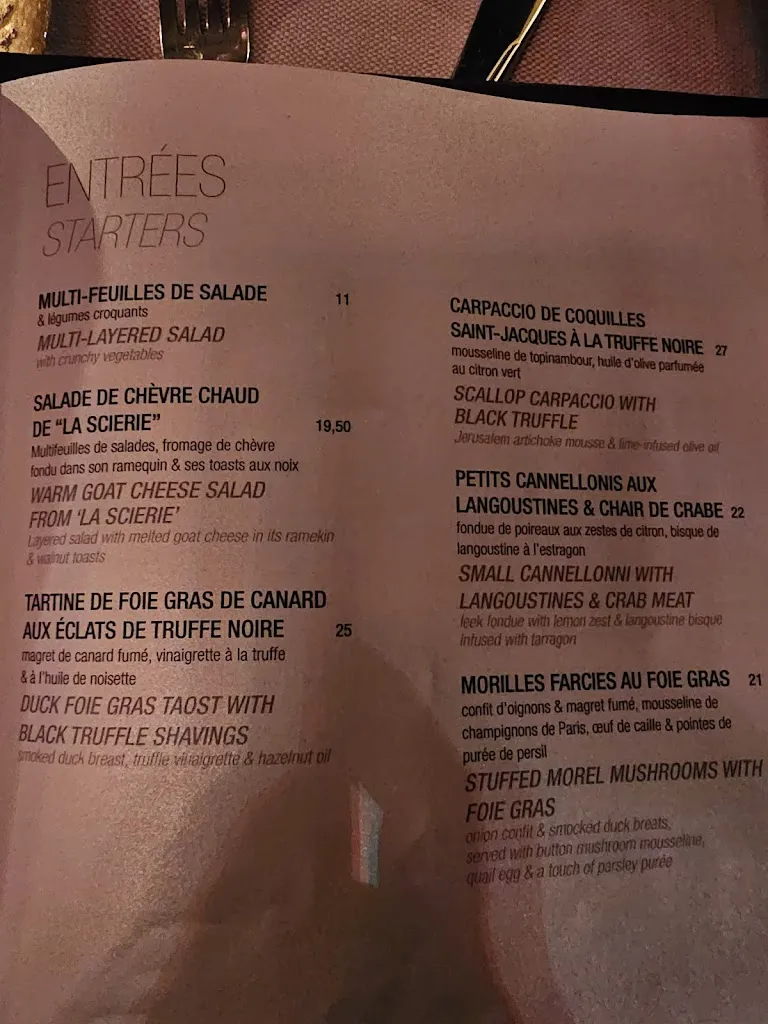 ENTRÉES
STARTERS
MULTI-FEUILLES DE SALADE 11
& légumes croquants
MULTI-LAYERED SALAD
with crunchy vegetables
SALADE DE CHÈVRE CHAUD
DE “LA SCIERIE” 19,50
Multifeuilles de salades, fromage de chèvre
fondu dans son ramequin & ses toasts aux noix
WARM GOAT CHEESE SALAD
FROM ‘LA SCIERIE’
Layered salad with melted goat cheese in its ramekin
& walnut toasts
TARTINE DE FOIE GRAS DE CANARD
AUX ÉCLATS DE TRUFFE NOIRE 25
magret de canard fumé, vinaigrette à la truffe
& à l’huile de noisette
DUCK FOIE GRAS TAOST WITH
BLACK TRUFFLE SHAVINGS
smoked duck breast, truffle vinaigrette & hazelnut oil
CARPACCIO DE COQUILLES
SAINT-JACQUES À LA TRUFFE NOIRE 27
mousseline de topinambour, huile d’olive parfumée
au citron vert
SCALLOP CARPACCIO WITH
BLACK TRUFFLE
Jerusalem artichoke mousse & lime-infused olive oil
PETITS CANNELLONIS AUX
LANGOUSTINES & CHAIR DE CRABE 22
fondue de poireaux aux zestes de citron, bisque de
langoustine à l’estragon
SMALL CANNELLONNI WITH
LANGOUSTINES & CRAB MEAT
leek fondue with lemon zest & langoustine bisque
infused with tarragon
MORILLES FARCIES AU FOIE GRAS 21
confit d’oignons & magret fumé, mousseline de
champignons de Paris, œuf de caille & pointes de
purée de persil
STUFFED MOREL MUSHROOMS WITH
FOIE GRAS
onion confit & smocked duck breats,
served with button mushroom mousseline,
quail egg & a touch of parsley purée